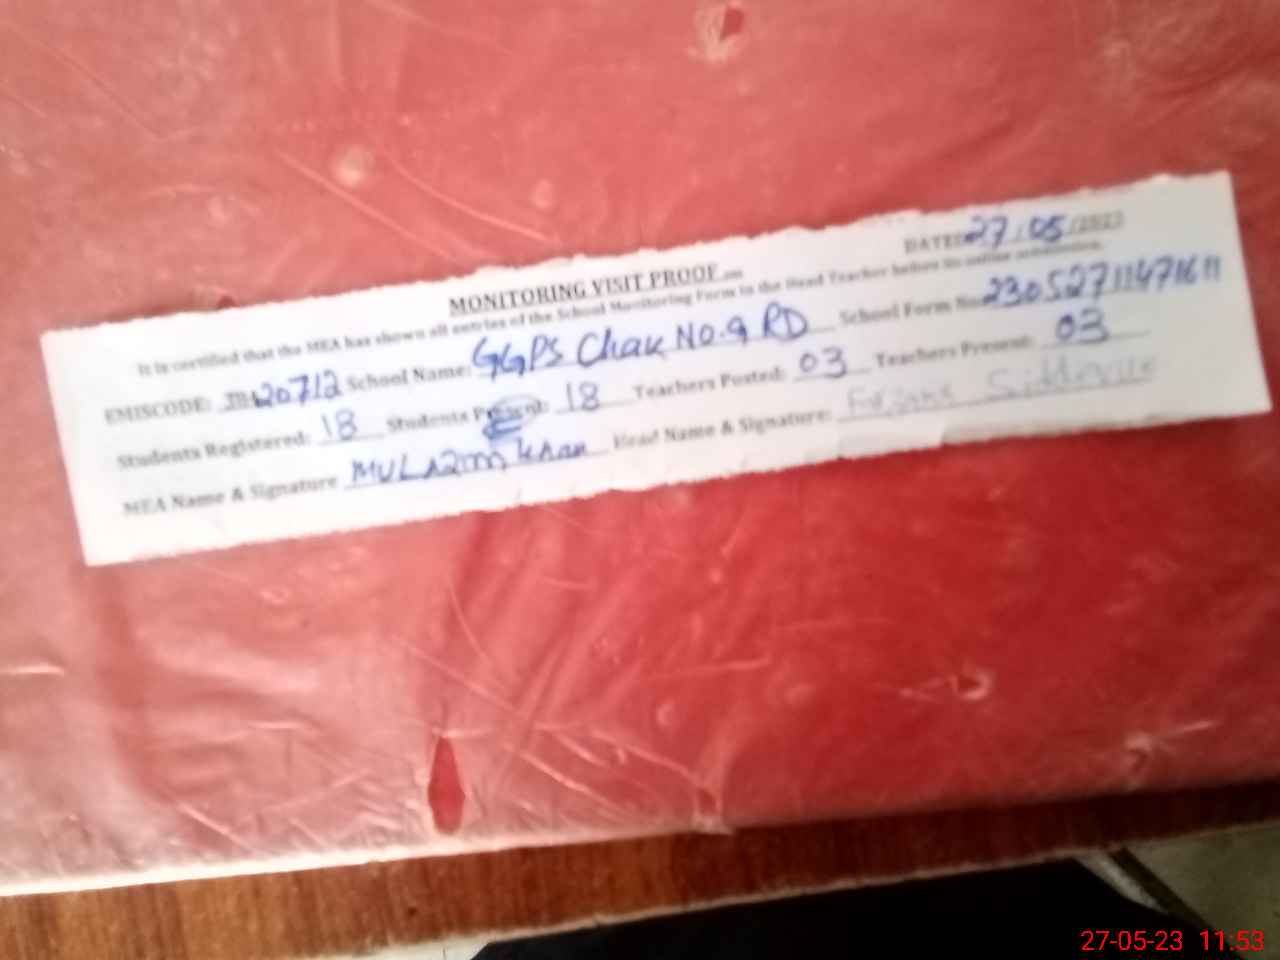 DATED 27/05/2023
MONITORING VISIT PROOF
It is certified that the MEA has shown all entries of the School Monitoring Form to the Head Teacher before its online submission.
EMISCODE: 20712 School Name: GGPS Chak No.9 RD School Form No: 23052711471611
Students Registered: 18 Students Present: 18 Teachers Posted: 03 Teachers Present: 03
MEA Name & Signature MULAZIM Khan Head Name & Signature:
27-05-23 11:53